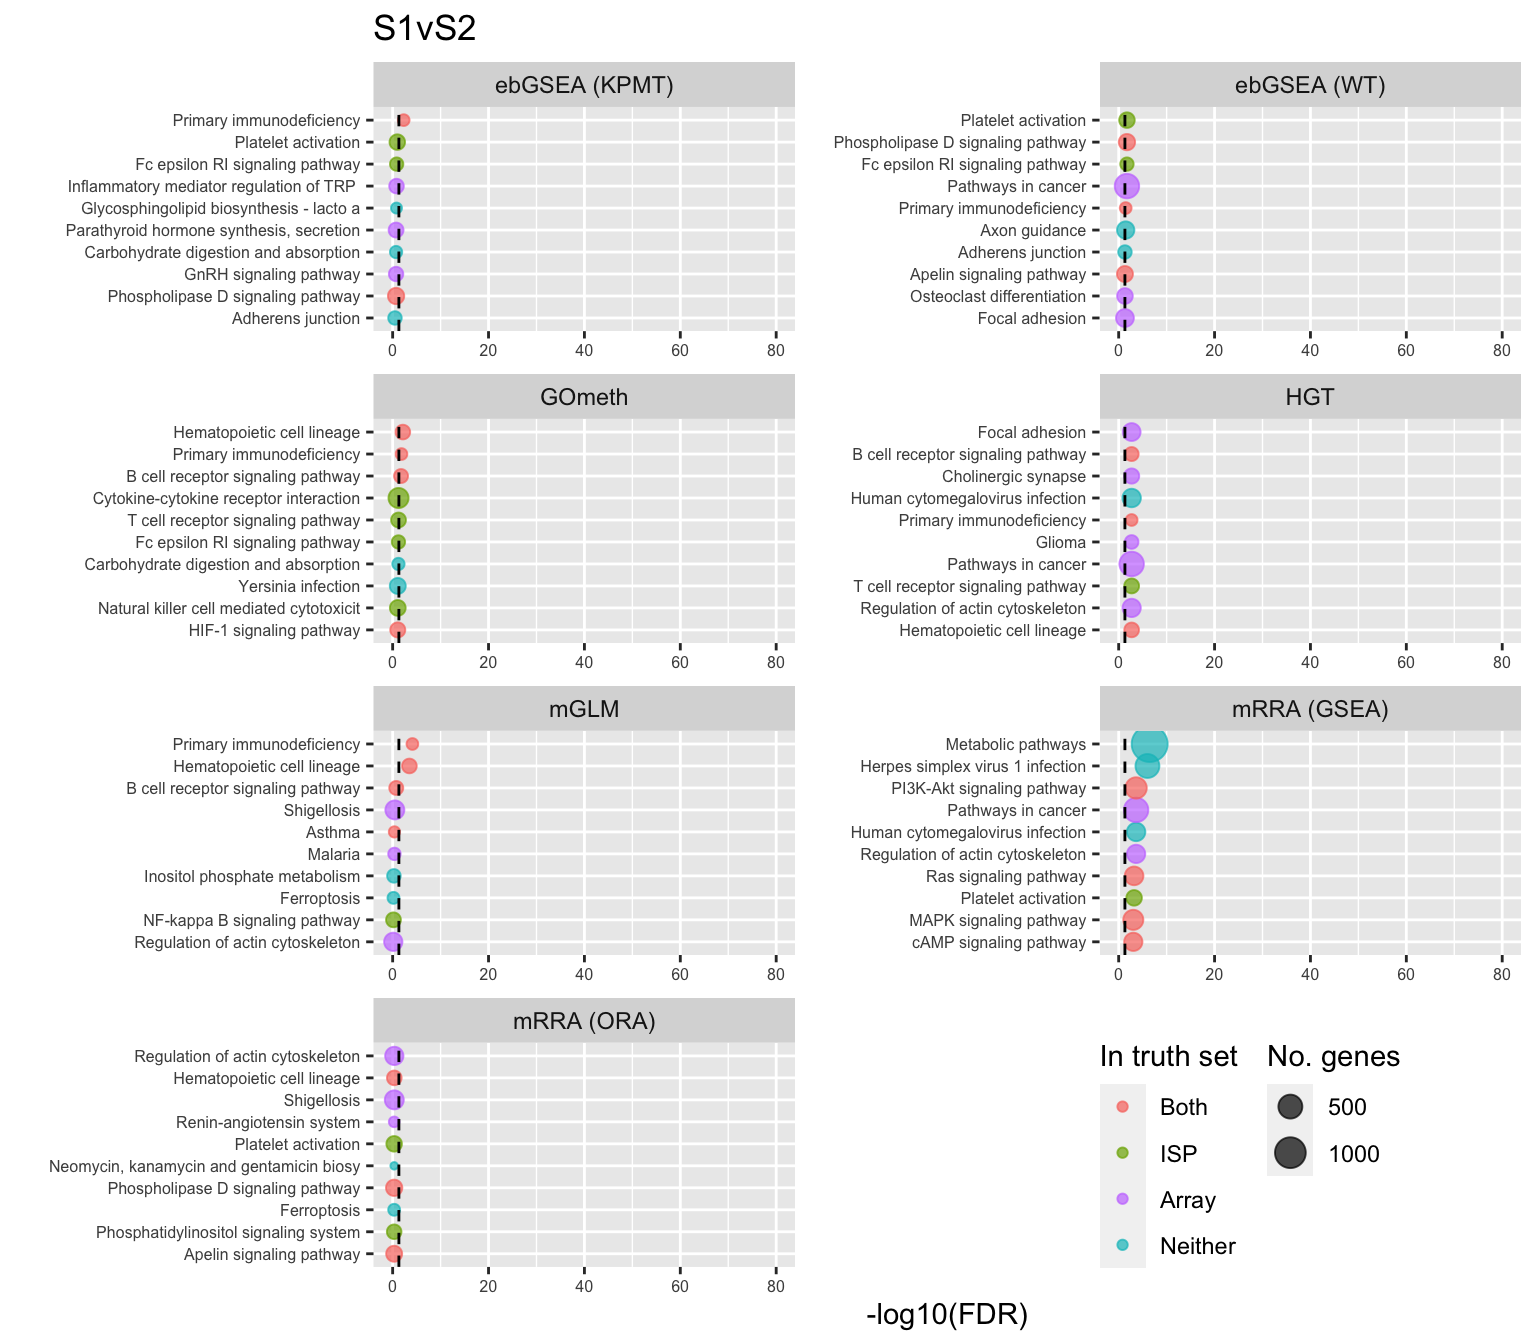 S1vS2
ebGSEA (KPMT)
Primary immunodeficiency
Platelet activation
Fc epsilon RI signaling pathway
Inflammatory mediator regulation of TRP
Glycosphingolipid biosynthesis - lacto a
Parathyroid hormone synthesis, secretion
Carbohydrate digestion and absorption
GnRH signaling pathway
Phospholipase D signaling pathway
Adherens junction
0 20 40 60 80
ebGSEA (WT)
Platelet activation
Phospholipase D signaling pathway
Fc epsilon RI signaling pathway
Pathways in cancer
Primary immunodeficiency
Axon guidance
Adherens junction
Apelin signaling pathway
Osteoclast differentiation
Focal adhesion
0 20 40 60 80
GOmeth
Hematopoietic cell lineage
Primary immunodeficiency
B cell receptor signaling pathway
Cytokine-cytokine receptor interaction
T cell receptor signaling pathway
Fc epsilon RI signaling pathway
Carbohydrate digestion and absorption
Yersinia infection
Natural killer cell mediated cytotoxicit
HIF-1 signaling pathway
0 20 40 60 80
HGT
Focal adhesion
B cell receptor signaling pathway
Cholinergic synapse
Human cytomegalovirus infection
Primary immunodeficiency
Glioma
Pathways in cancer
T cell receptor signaling pathway
Regulation of actin cytoskeleton
Hematopoietic cell lineage
0 20 40 60 80
mGLM
Primary immunodeficiency
Hematopoietic cell lineage
B cell receptor signaling pathway
Shigellosis
Asthma
Malaria
Inositol phosphate metabolism
Ferroptosis
NF-kappa B signaling pathway
Regulation of actin cytoskeleton
0 20 40 60 80
mRRA (GSEA)
Metabolic pathways
Herpes simplex virus 1 infection
PI3K-Akt signaling pathway
Pathways in cancer
Human cytomegalovirus infection
Regulation of actin cytoskeleton
Ras signaling pathway
Platelet activation
MAPK signaling pathway
cAMP signaling pathway
0 20 40 60 80
mRRA (ORA)
Regulation of actin cytoskeleton
Hematopoietic cell lineage
Shigellosis
Renin-angiotensin system
Platelet activation
Neomycin, kanamycin and gentamicin biosy
Phospholipase D signaling pathway
Ferroptosis
Phosphatidylinositol signaling system
Apelin signaling pathway
0 20 40 60 80
In truth set
Both
ISP
Array
Neither
No. genes
500
1000
-log10(FDR)